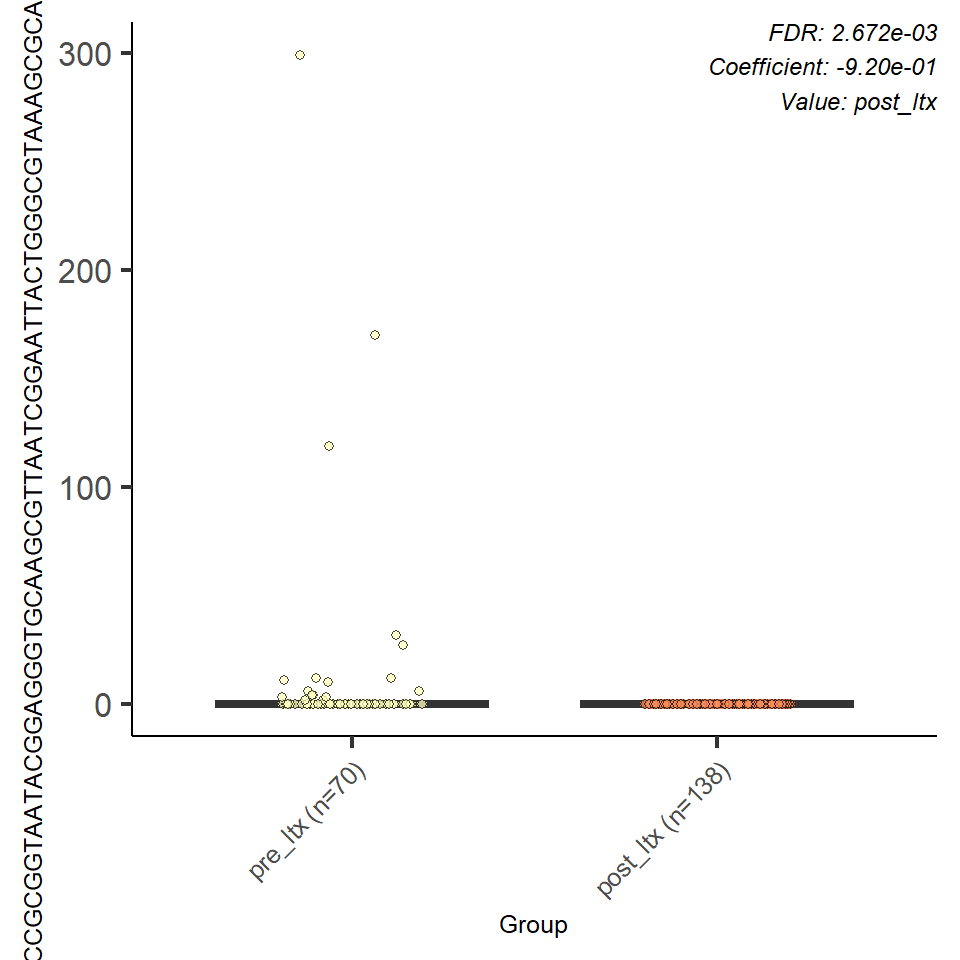 CCGCGGTAATACGGAGGGTGCAAGCGTTAATCGGAATTACTGGGCGTAAAGCGCA
300
200
100
0
FDR: 2.672e-03
Coefficient: -9.20e-01
Value: post_ltx
pre_ltx (n=70)
post_ltx (n=138)
Group